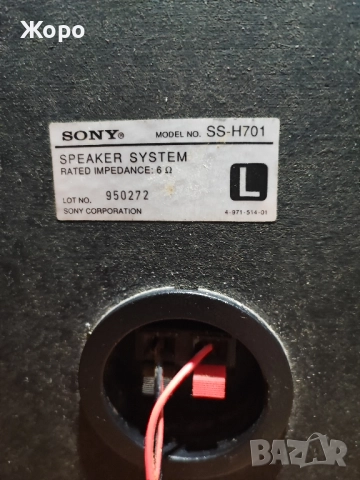 Жоро
SONY® MODEL NO. SS-H701
SPEAKER SYSTEM
RATED IMPEDANCE: 6 Ω
L
LOT NO. 950272
SONY CORPORATION 4-971-514-01
BAZAR
bg